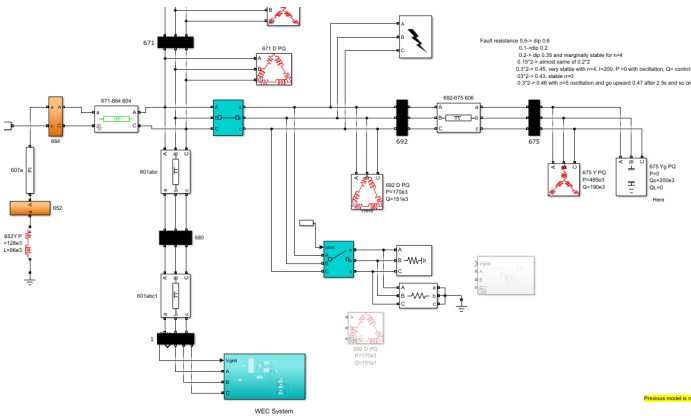 B
C
671
671 D PQ
A
B
C
A
B
C
Fault resistance 0.5-> dip 0.6
0.1->dip 0.2
0.2-> dip 0.35 and marginally stable for n=4
0.15*2-> almost same of 0.2*2
0.3*2-> 0.45, very stable with n=4, I=200, P =0 with oscillation, Q= control
03*2-> 0.43, stable n=0
0.3*2-> 0.46 with n=5 oscillation and go upward 0.47 after 2.5s and so on
671-684 604
692-675 606
684
692
675
607a
601abc
652
652Y P
=128e3
L=86e3
680
692 D PQ
P=170e3
Q=151e3
675 Y PQ
P=485e3
Q=190e3
675 Yg PQ
P=0
Qc=200e3
QL=0
Here
com
A
B
C
A
B
C
Vgrid
A
B
C
601abc1
692 D PQ
P=170e3
Q=151e1
1
Vgrid
A
B
C
WEC System
Previous model is